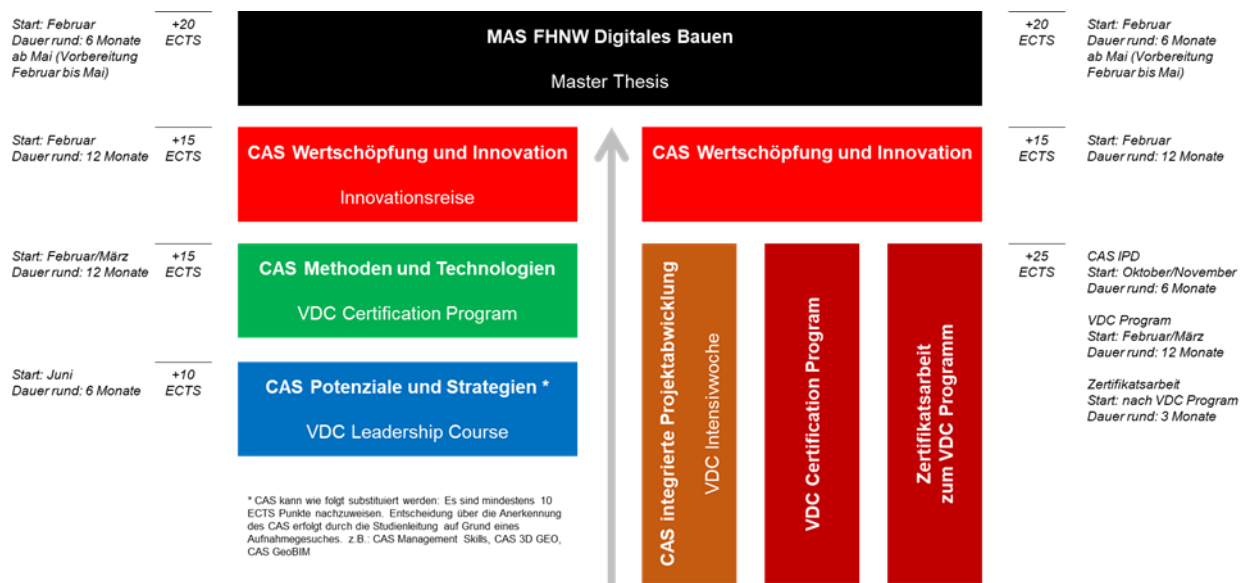 Start: Februar
Dauer rund: 6 Monate
ab Mai (Vorbereitung
Februar bis Mai)
+20
ECTS
MAS FHNW Digitales Bauen
Master Thesis
+20
ECTS
Start: Februar
Dauer rund: 6 Monate
ab Mai (Vorbereitung
Februar bis Mai)
Start: Februar
Dauer rund: 12 Monate
+15
ECTS
CAS Wertschöpfung und Innovation
Innovationsreise
CAS Wertschöpfung und Innovation
+15
ECTS
Start: Februar
Dauer rund: 12 Monate
Start: Februar/März
Dauer rund: 12 Monate
+15
ECTS
CAS Methoden und Technologien
VDC Certification Program
Start: Juni
Dauer rund: 6 Monate
+10
ECTS
CAS Potenziale und Strategien *
VDC Leadership Course
* CAS kann wie folgt substituiert werden: Es sind mindestens 10
ECTS Punkte nachzuweisen. Entscheidung über die Anerkennung
des CAS erfolgt durch die Studienleitung auf Grund eines
Aufnahmegesuches. z.B.: CAS Management Skills, CAS 3D GEO,
CAS GeoBIM
CAS integrierte Projektabwicklung
VDC Intensivwoche
VDC Certification Program
Zertifikatsarbeit
zum VDC Programm
+25
ECTS
CAS IPD
Start: Oktober/November
Dauer rund: 6 Monate
VDC Program
Start: Februar/März
Dauer rund: 12 Monate
Zertifikatsarbeit
Start: nach VDC Program
Dauer rund: 3 Monate